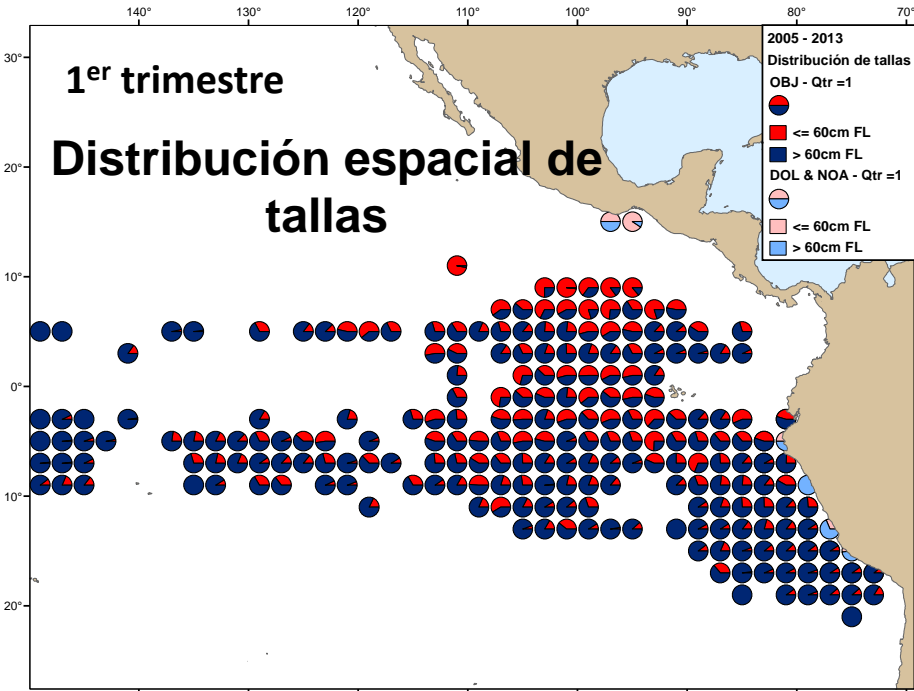 140° 130° 120° 110° 100° 90° 80° 70°
30°
20°
10°
0°
10°
20°
1er trimestre
Distribución espacial de
tallas
2005 - 2013
Distribución de tallas
OBJ - Qtr =1
<= 60cm FL
> 60cm FL
DOL & NOA - Qtr =1
<= 60cm FL
> 60cm FL